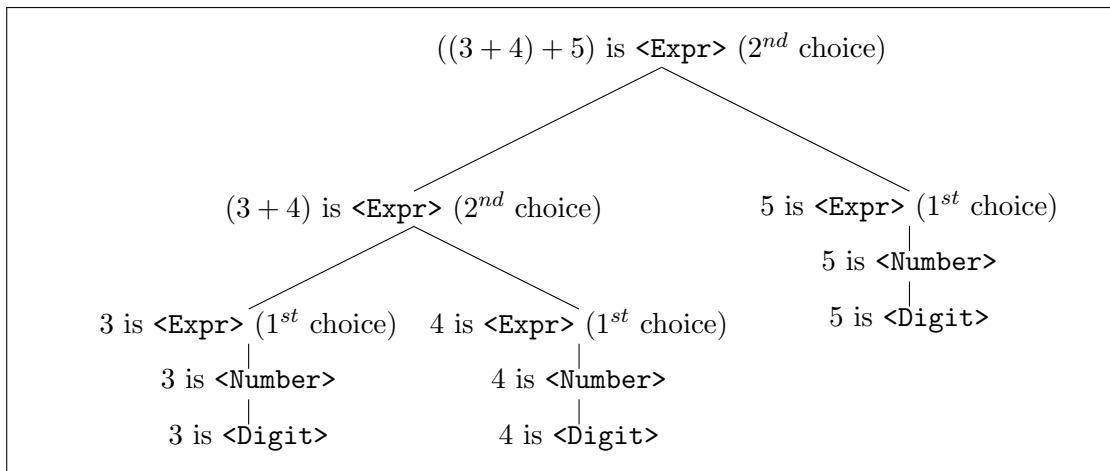 ((3 + 4) + 5) is <Expr> (2nd choice)
(3 + 4) is <Expr> (2nd choice)
5 is <Expr> (1st choice)
5 is <Number>
5 is <Digit>
3 is <Expr> (1st choice)
4 is <Expr> (1st choice)
3 is <Number>
4 is <Number>
3 is <Digit>
4 is <Digit>